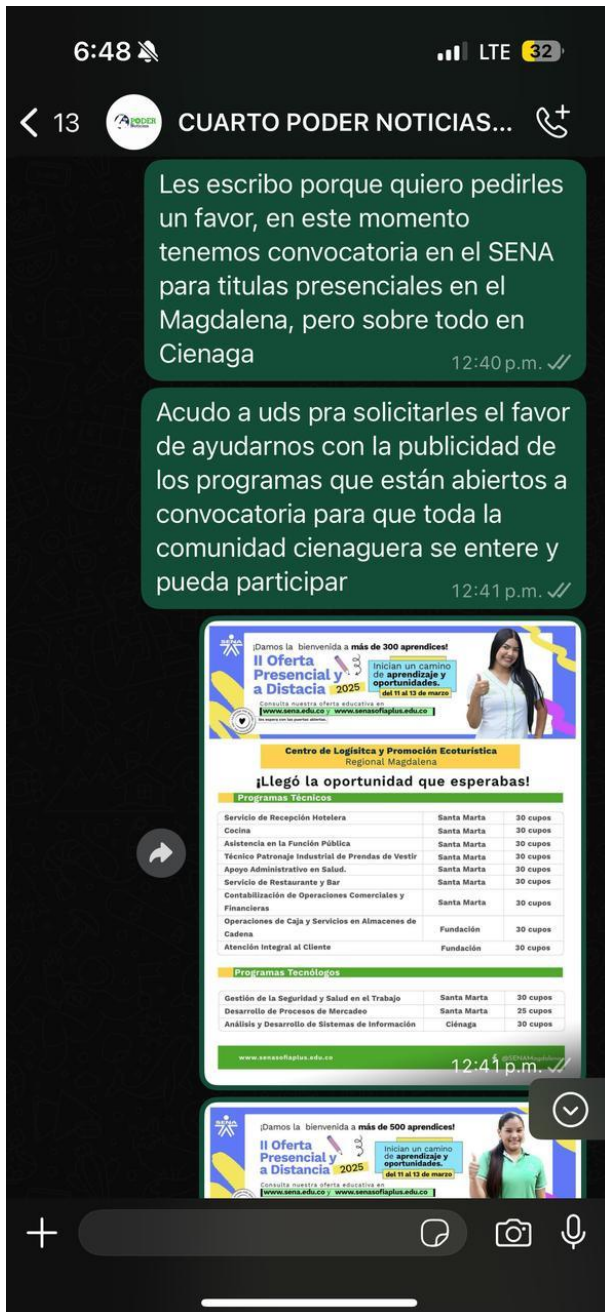 6:48
LTE 32
13
PODER
CUARTO PODER NOTICIAS...
Les escribo porque quiero pedirles
un favor, en este momento
tenemos convocatoria en el SENA
para titulas presenciales en el
Magdalena, pero sobre todo en
Cienaga
12:40 p.m.
Acudo a uds pra solicitarles el favor
de ayudarnos con la publicidad de
los programas que están abiertos a
convocatoria para que toda la
comunidad cienaguera se entere y
pueda participar
12:41 p.m.
SENA
¡Damos la bienvenida a más de 300 aprendices!
II Oferta
Presencial y
a Distacia 2025
Inician un camino
de aprendizaje y
oportunidades.
del 11 al 13 de marzo
Consulta nuestra oferta educativa en
www.sena.edu.co y www.senasofiaplus.edu.co
los espera con las puertas abiertas.
Centro de Logísitca y Promoción Ecoturística
Regional Magdalena
¡Llegó la oportunidad que esperabas!
Programas Técnicos
Servicio de Recepción Hotelera Santa Marta 30 cupos
Cocina Santa Marta 30 cupos
Asistencia en la Función Pública Santa Marta 30 cupos
Técnico Patronaje Industrial de Prendas de Vestir Santa Marta 30 cupos
Apoyo Administrativo en Salud. Santa Marta 30 cupos
Servicio de Restaurante y Bar Santa Marta 30 cupos
Contabilización de Operaciones Comerciales y
Financieras Santa Marta 30 cupos
Operaciones de Caja y Servicios en Almacenes de
Cadena Fundación 30 cupos
Atención Integral al Cliente Fundación 30 cupos
Programas Tecnólogos
Gestión de la Seguridad y Salud en el Trabajo Santa Marta 30 cupos
Desarrollo de Procesos de Mercadeo Santa Marta 25 cupos
Análisis y Desarrollo de Sistemas de Información Ciénaga 30 cupos
www.senasofiaplus.edu.co
12:41 p.m.
SENA
¡Damos la bienvenida a más de 500 aprendices!
II Oferta
Presencial y
a Distancia 2025
Inician un camino
de aprendizaje y
oportunidades.
del 11 al 13 de marzo
Consulta nuestra oferta educativa en
www.sena.edu.co y www.senasofiaplus.edu.co